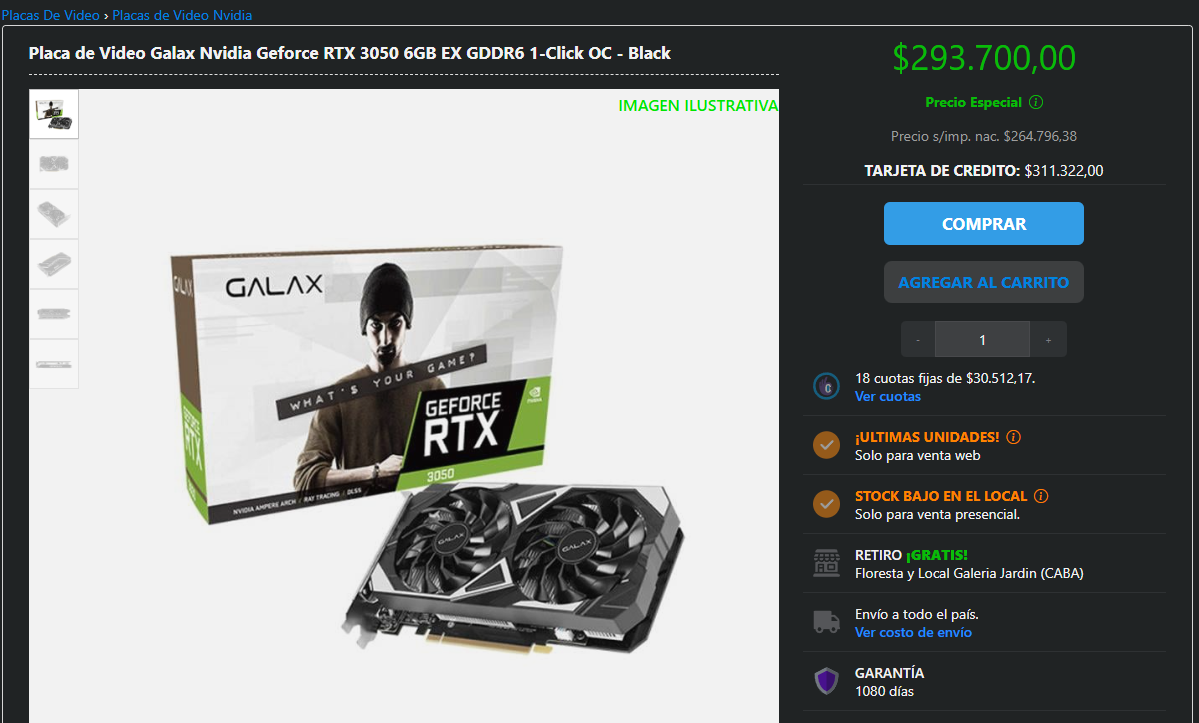 Placas De Video › Placas de Video Nvidia
Placa de Video Galax Nvidia Geforce RTX 3050 6GB EX GDDR6 1-Click OC - Black
IMAGEN ILUSTRATIVA
GALAX
GALAX
WHAT'S YOUR GAME?
GEFORCE
RTX
NVIDIA
3050
GEFORCE
RTX
NVIDIA AMPERE ARCH / RAY TRACING / DLSS
GALAX
GALAX
$293.700,00
Precio Especial
Precio s/imp. nac. $264.796,38
TARJETA DE CREDITO: $311.322,00
COMPRAR
AGREGAR AL CARRITO
- 1 +
18 cuotas fijas de $30.512,17.
Ver cuotas
¡ULTIMAS UNIDADES!
Solo para venta web
STOCK BAJO EN EL LOCAL
Solo para venta presencial.
RETIRO ¡GRATIS!
Floresta y Local Galeria Jardin (CABA)
Envío a todo el país.
Ver costo de envío
GARANTÍA
1080 días